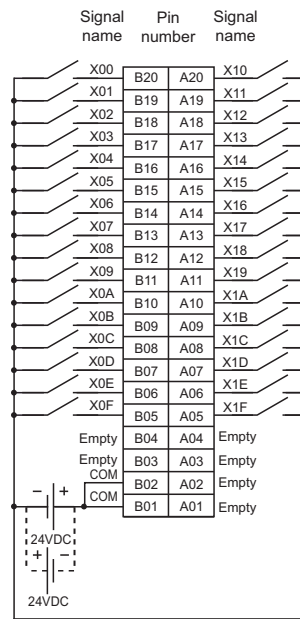 Signal name Pin number Signal name
X00 B20 A20 X10
X01 B19 A19 X11
X02 B18 A18 X12
X03 B17 A17 X13
X04 B16 A16 X14
X05 B15 A15 X15
X06 B14 A14 X16
X07 B13 A13 X17
X08 B12 A12 X18
X09 B11 A11 X19
X0A B10 A10 X1A
X0B B09 A09 X1B
X0C B08 A08 X1C
X0D B07 A07 X1D
X0E B06 A06 X1E
X0F B05 A05 X1F
Empty B04 A04 Empty
Empty B03 A03 Empty
COM B02 A02 Empty
COM B01 A01 Empty
− +
24VDC
+ −
24VDC